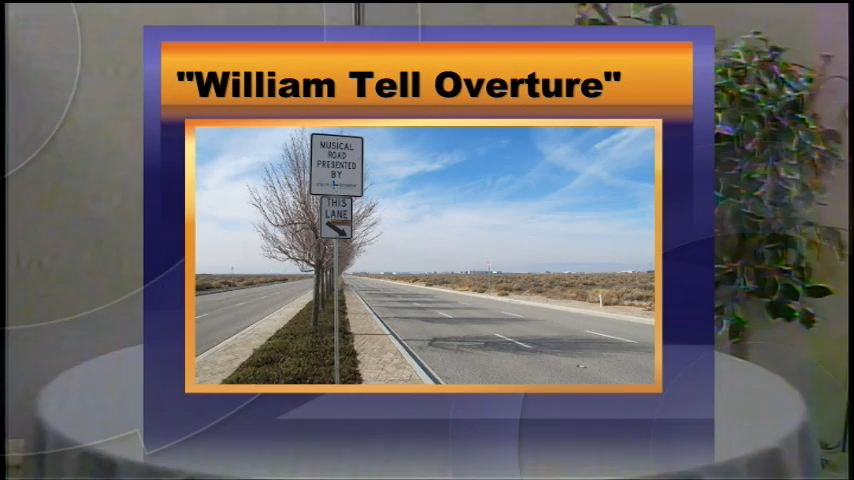 "William Tell Overture"
MUSICAL
ROAD
PRESENTED
BY
THIS
LANE